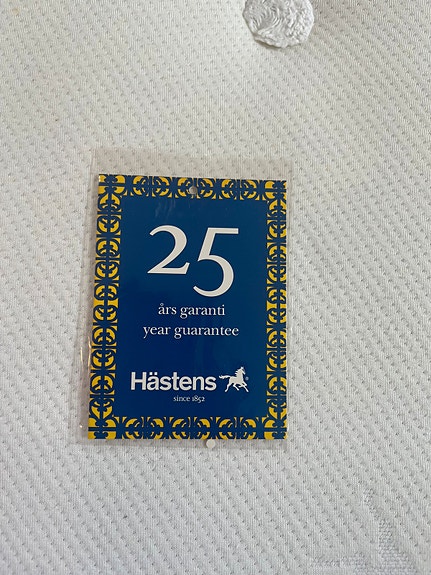 25
års garanti
year guarantee
Hästens
since 1852